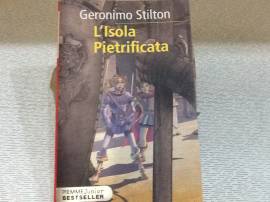 Geronimo Stilton
L'Isola
Pietrificata
PIEMME Junior
BESTSELLER